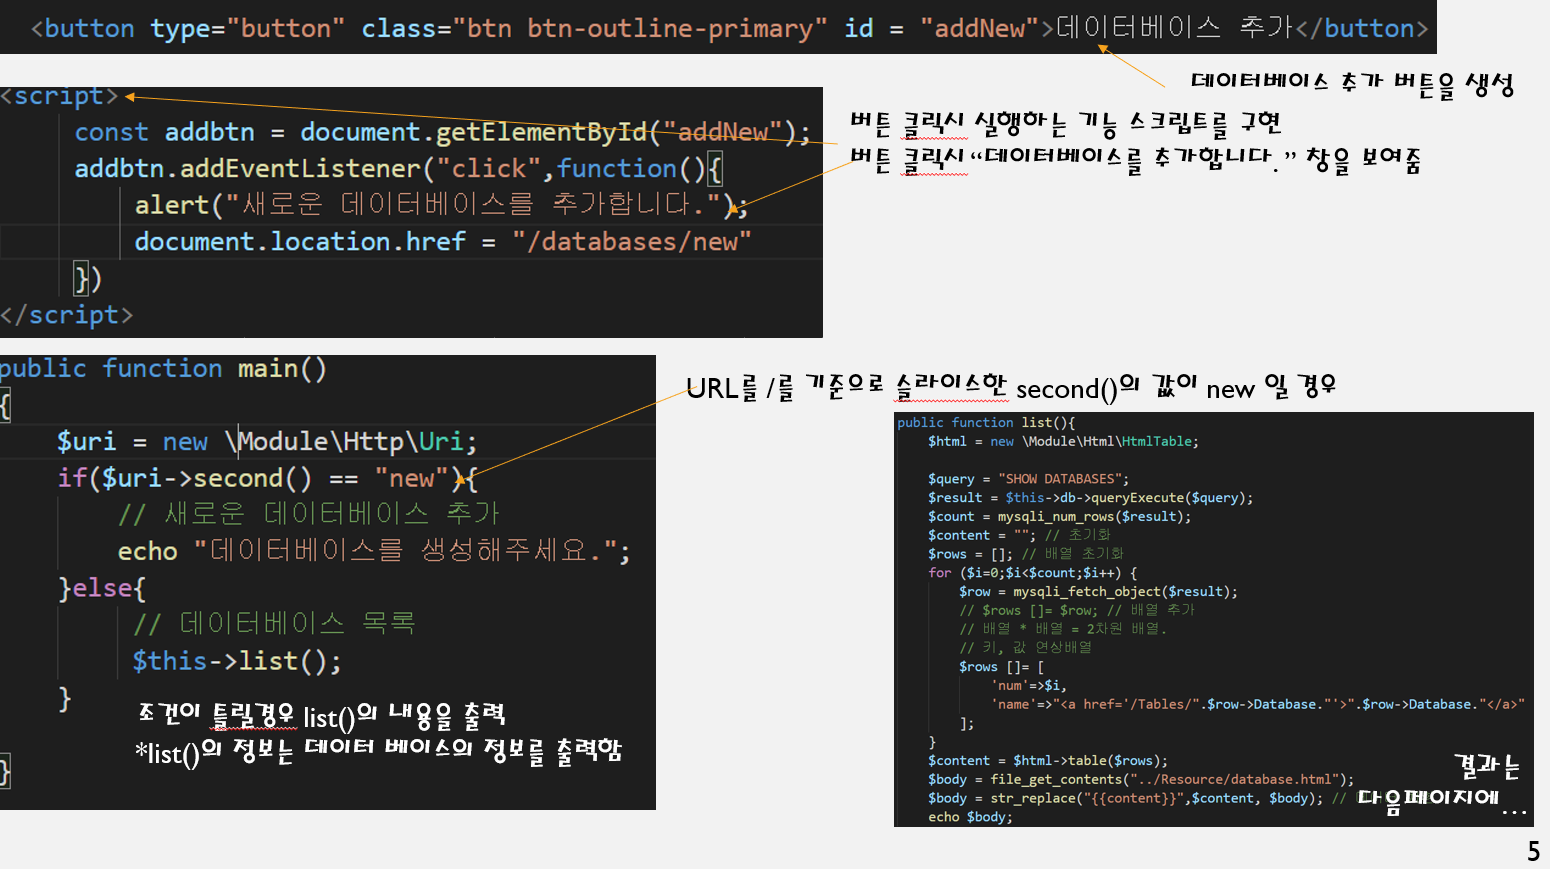 <button type="button" class="btn btn-outline-primary" id = "addNew">데이터베이스 추가</button>
데이터베이스 추가 버튼을 생성
<script>
const addbtn = document.getElementById("addNew");
addbtn.addEventListener("click",function(){
alert("새로운 데이터베이스를 추가합니다.");
document.location.href = "/databases/new"
})
</script>
버튼 클릭시 실행하는 기능 스크립트를 구현
버튼 클릭시 “데이터베이스를 추가합니다.” 창을 보여줌
public function main()
{
$uri = new \Module\Http\Uri;
if($uri->second() == "new"){
// 새로운 데이터베이스 추가
echo "데이터베이스를 생성해주세요.";
}else{
// 데이터베이스 목록
$this->list();
}
}
조건이 틀릴경우 list()의 내용을 출력
*list()의 정보는 데이터 베이스의 정보를 출력함
URL를 /를 기준으로 슬라이스한 second()의 값이 new 일 경우
public function list(){
$html = new \Module\Html\HtmlTable;
$query = "SHOW DATABASES";
$result = $this->db->queryExecute($query);
$count = mysqli_num_rows($result);
$content = ""; // 초기화
$rows = []; // 배열 초기화
for ($i=0;$i<$count;$i++) {
$row = mysqli_fetch_object($result);
// $rows []= $row; // 배열 추가
// 배열 * 배열 = 2차원 배열.
// 키, 값 연상배열
$rows []= [
'num'=>$i,
'name'=>"<a href='/Tables/".$row->Database."'>".$row->Database."</a>"
];
}
$content = $html->table($rows);
$body = file_get_contents("../Resource/database.html");
$body = str_replace("{{content}}",$content, $body); //
echo $body;
결과는
다음페이지에...
5